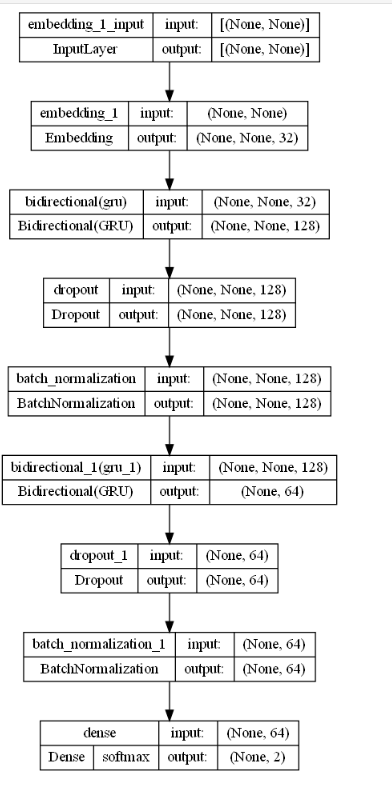 embedding_1_input input: [(None, None)]
InputLayer output: [(None, None)]
embedding_1 input: (None, None)
Embedding output: (None, None, 32)
bidirectional(gru) input: (None, None, 32)
Bidirectional(GRU) output: (None, None, 128)
dropout input: (None, None, 128)
Dropout output: (None, None, 128)
batch_normalization input: (None, None, 128)
BatchNormalization output: (None, None, 128)
bidirectional_1(gru_1) input: (None, None, 128)
Bidirectional(GRU) output: (None, 64)
dropout_1 input: (None, 64)
Dropout output: (None, 64)
batch_normalization_1 input: (None, 64)
BatchNormalization output: (None, 64)
dense input: (None, 64)
Dense softmax output: (None, 2)